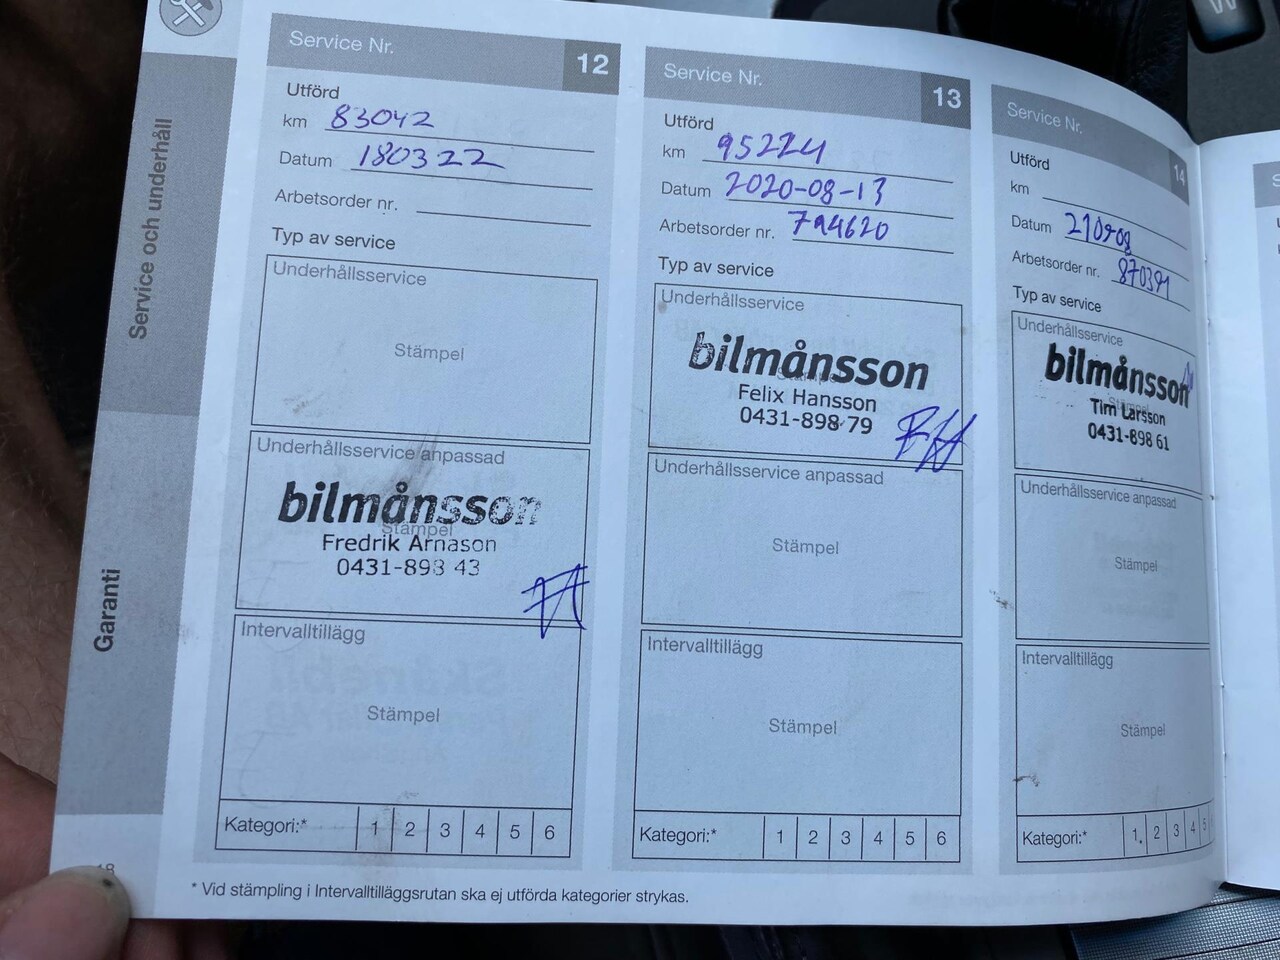 Service och underhåll
Garanti
Service Nr. 12
Utförd
km 83042
Datum 180322
Arbetsorder nr.
Typ av service
Underhållsservice
Stämpel
Underhållsservice anpassad
Stämpel
bilmånsson
Fredrik Arnason
0431-898 43
Intervalltillägg
Stämpel
Kategori:* 1 2 3 4 5 6
Service Nr. 13
Utförd
km 95224
Datum 2020-08-13
Arbetsorder nr. 794620
Typ av service
Underhållsservice
bilmånsson
Felix Hansson
0431-898 79
FH
Underhållsservice anpassad
Stämpel
Intervalltillägg
Stämpel
Kategori:* 1 2 3 4 5 6
Service Nr. 14
Utförd
km
Datum
Arbetsorder nr. 870391
Typ av service
Underhållsservice
bilmånsson
Tim Larsson
0431-898 61
Underhållsservice anpassad
Stämpel
Intervalltillägg
Stämpel
Kategori:* 1 2 3 4 5
* Vid stämpling i Intervalltilläggsrutan ska ej utförda kategorier strykas.